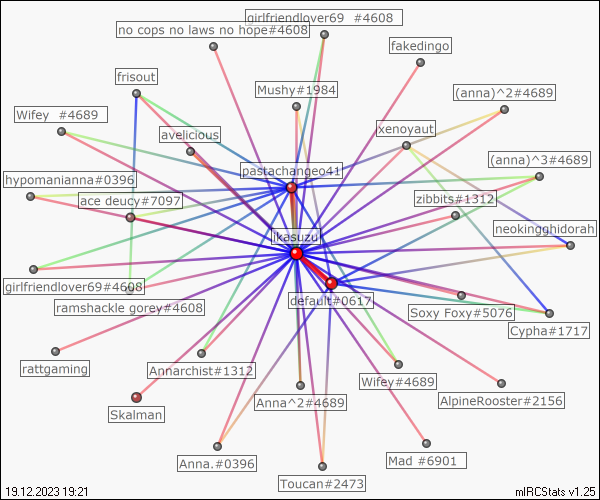 girlfriendlover69 #4608
no cops no laws no hope#4608
fakedingo
frisout
Mushy#1984
(anna)^2#4689
Wifey #4689
avelicious
xenoyaut
(anna)^3#4689
pastachangeo41
hypomanianna#0396
ace deucy#7097
zibbits#1312
neokingghidorah
ikasuzu
girlfriendlover69#4608
default#0617
ramshackle gorey#4608
Soxy Foxy#5076
Cypha#1717
rattgaming
Annarchist#1312
Wifey#4689
Skalman
Anna^2#4689
AlpineRooster#2156
Anna.#0396
Mad #6901
Toucan#2473
19.12.2023 19:21
mIRCStats v1.25